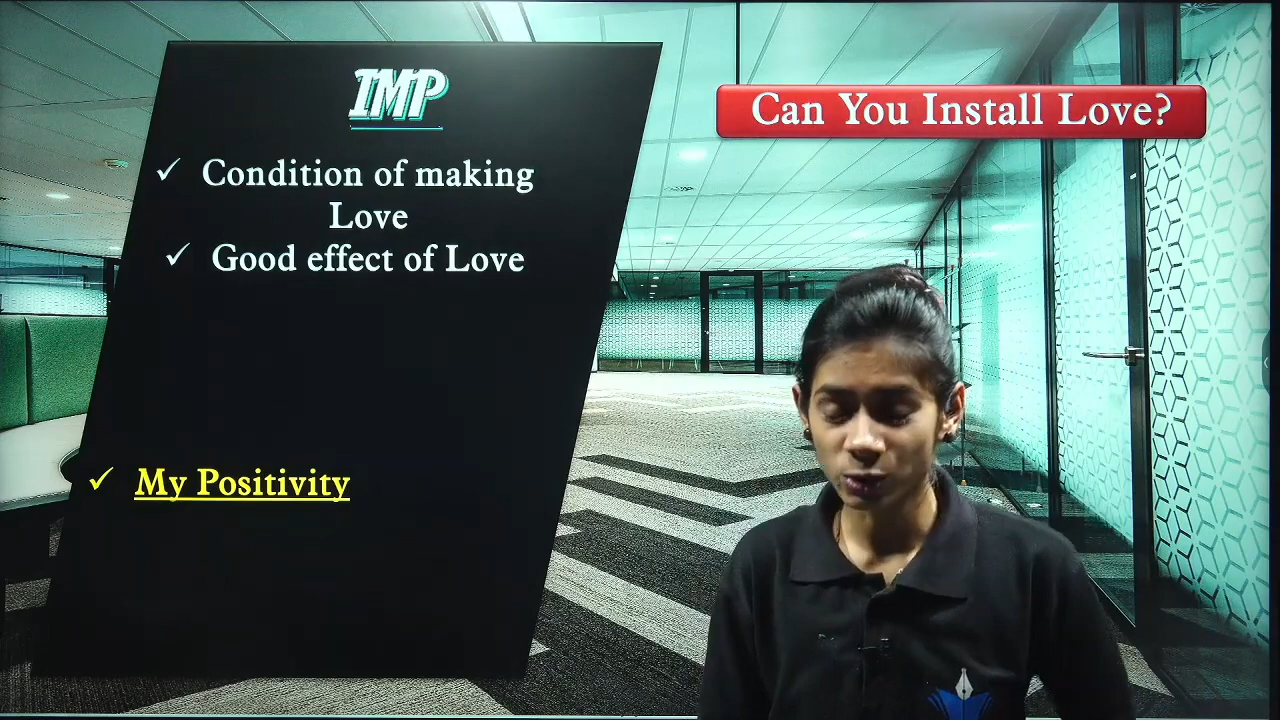 IMP
Can You Install Love?
✓ Condition of making
Love
✓ Good effect of Love
✓ My Positivity